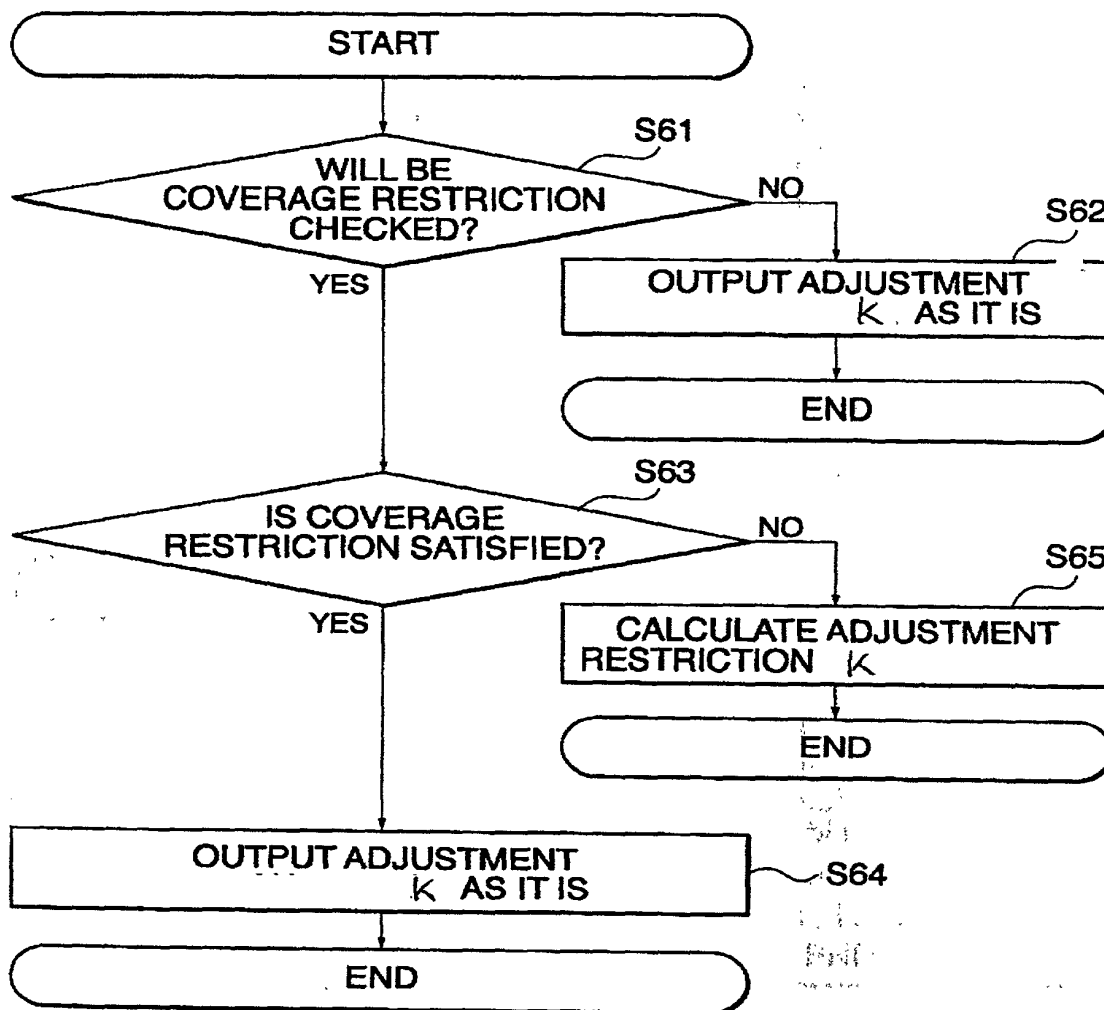 START
S61
WILL BE
COVERAGE RESTRICTION
CHECKED?
NO
YES
S62
OUTPUT ADJUSTMENT
K. AS IT IS
END
S63
IS COVERAGE
RESTRICTION SATISFIED?
NO
YES
S65
CALCULATE ADJUSTMENT
RESTRICTION K
END
OUTPUT ADJUSTMENT
K AS IT IS
S64
END